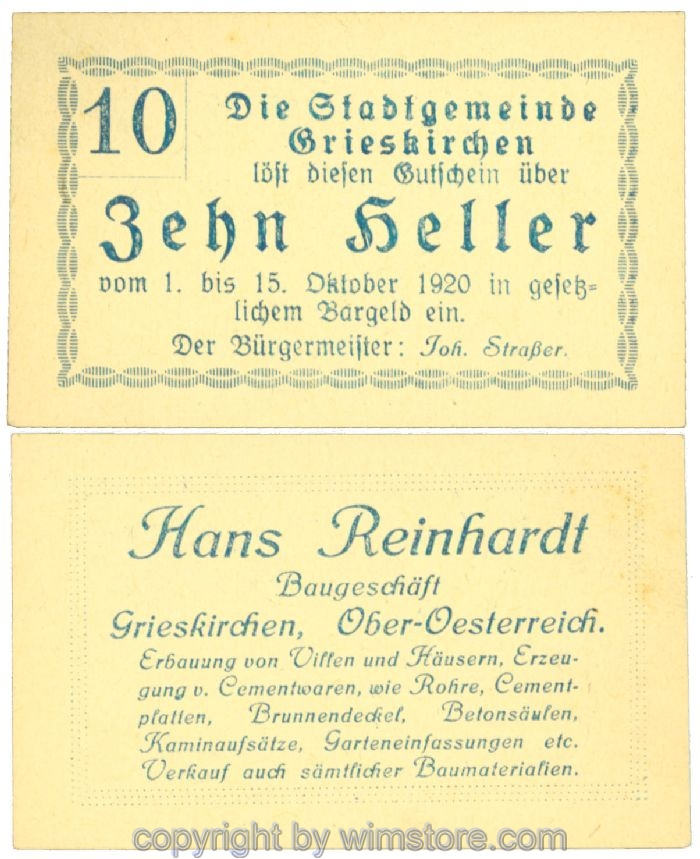 10
Die Stadtgemeinde
Grieskirchen
löst diesen Gutschein über
Zehn Heller
vom 1. bis 15. Oktober 1920 in gesetz=
lichem Bargeld ein.
Der Bürgermeister: Joh. Straßer.
Hans Reinhardt
Baugeschäft
Grieskirchen, Ober-Oesterreich.
Erbauung von Villen und Häusern, Erzeu-
gung v. Cementwaren, wie Rohre, Cement-
platten, Brunnendeckel, Betonsäulen,
Kaminaufsätze, Garteneinfassungen etc.
Verkauf auch sämtlicher Baumaterialien.
copyright by wimstore.com